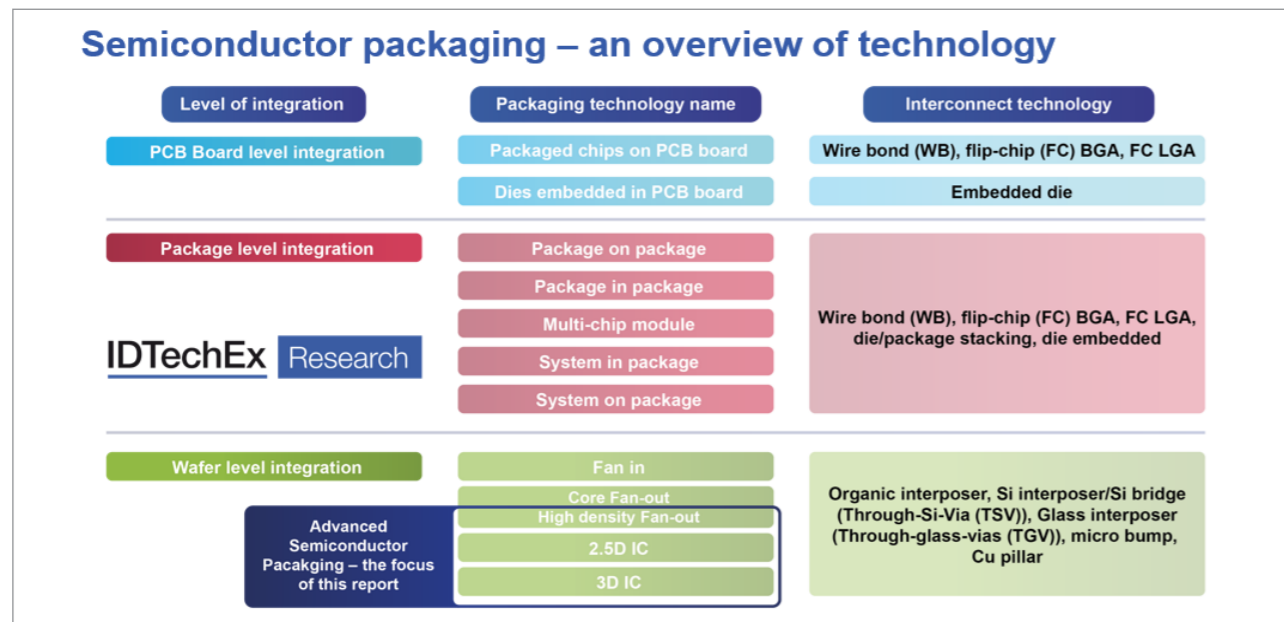 Semiconductor packaging – an overview of technology
Level of integration
Packaging technology name
Interconnect technology
PCB Board level integration
Packaged chips on PCB board
Wire bond (WB), flip-chip (FC) BGA, FC LGA
Dies embedded in PCB board
Embedded die
Package level integration
Package on package
Package in package
Multi-chip module
System in package
System on package
Wire bond (WB), flip-chip (FC) BGA, FC LGA,
die/package stacking, die embedded
IDTechEx Research
Wafer level integration
Fan in
Core Fan-out
High density Fan-out
2.5D IC
3D IC
Organic interposer, Si interposer/Si bridge
(Through-Si-Via (TSV)), Glass interposer
(Through-glass-vias (TGV)), micro bump,
Cu pillar
Advanced
Semiconductor
Pacakging – the focus
of this report